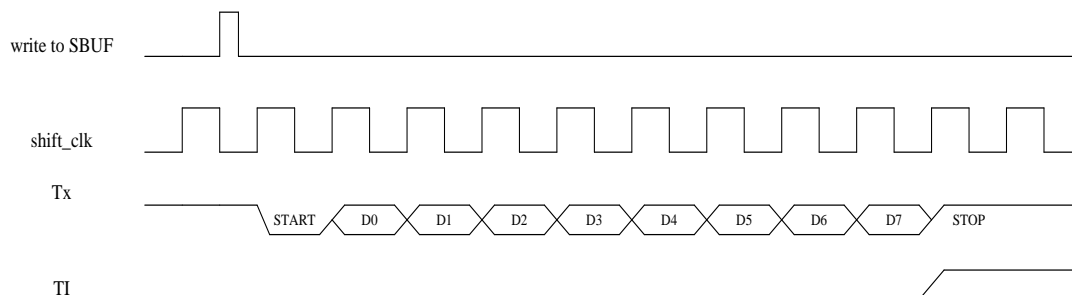 write to SBUF
shift_clk
Tx
START D0 D1 D2 D3 D4 D5 D6 D7 STOP
TI